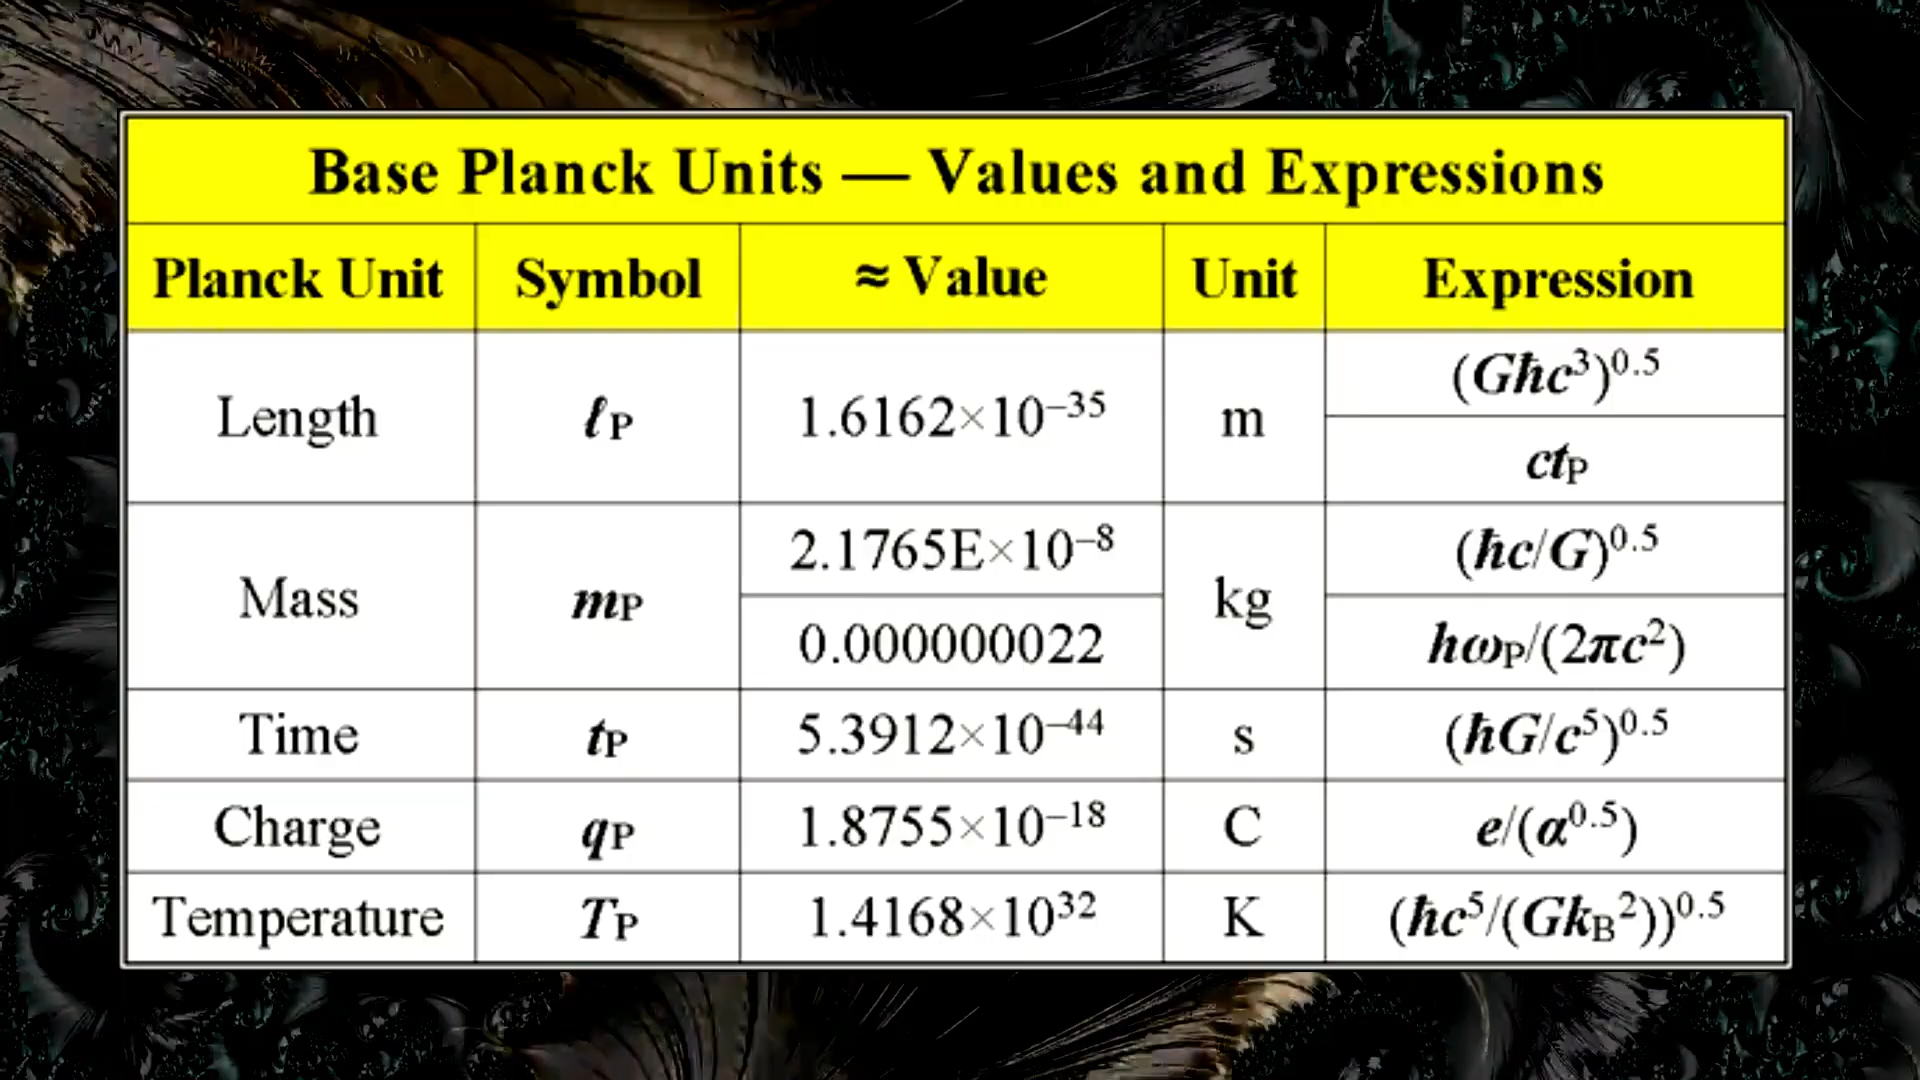 Base Planck Units — Values and Expressions
Planck Unit Symbol ≈ Value Unit Expression
Length ℓP 1.6162×10⁻³⁵ m (Għc³)⁰·⁵
ctP
Mass mP 2.1765E×10⁻⁸ kg (ħc/G)⁰·⁵
0.000000022 hωP/(2πc²)
Time tP 5.3912×10⁻⁴⁴ s (ħG/c⁵)⁰·⁵
Charge qP 1.8755×10⁻¹⁸ C e/(α⁰·⁵)
Temperature TP 1.4168×10³² K (ħc⁵/(GkB²))⁰·⁵